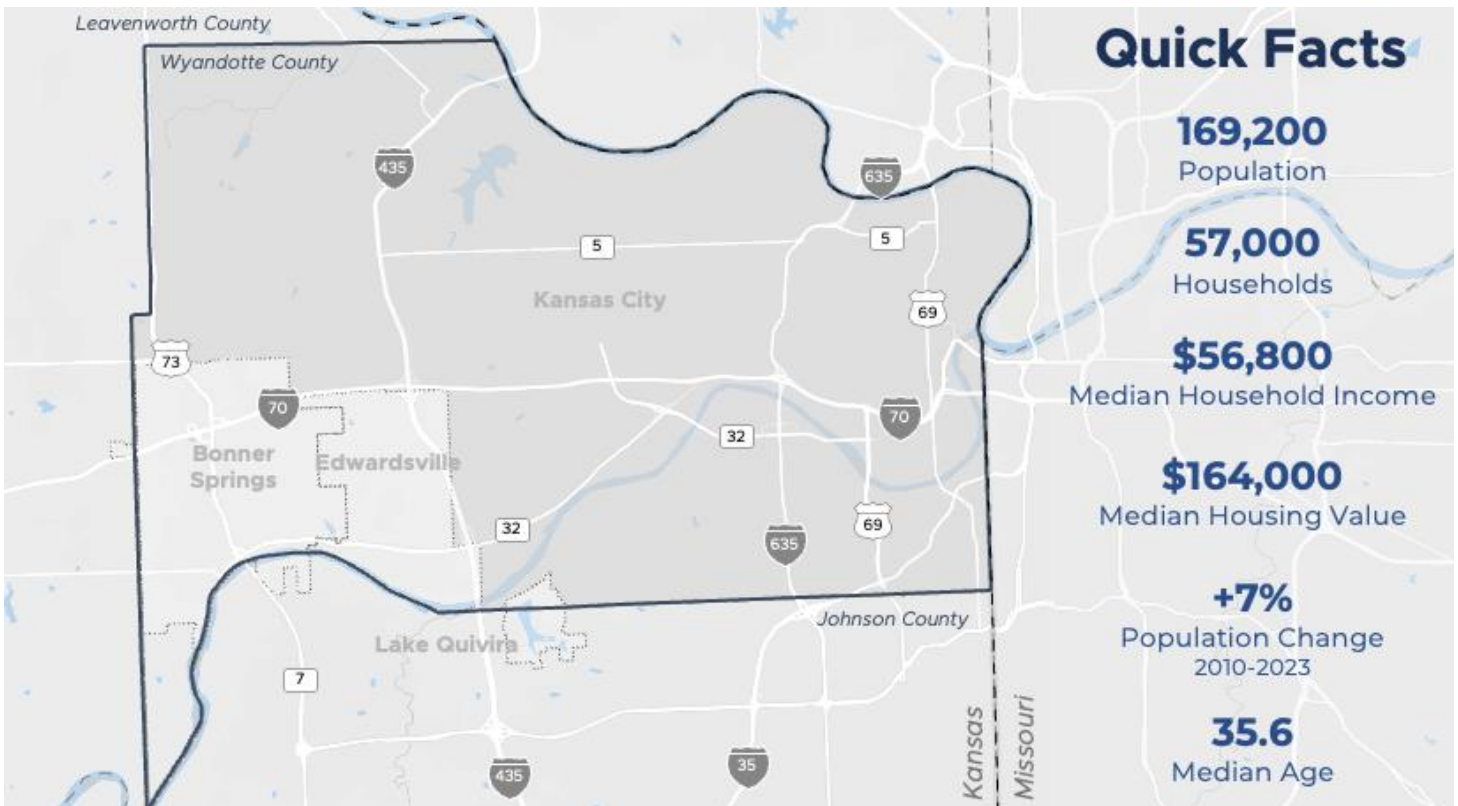 Leavenworth County
Wyandotte County
Quick Facts
169,200
Population
57,000
Households
$56,800
Median Household Income
$164,000
Median Housing Value
+7%
Population Change
2010-2023
35.6
Median Age
435
635
5
5
Kansas City
69
73
70
70
32
Bonner
Springs
Edwardsville
32
69
635
Johnson County
Lake Quivira
7
435
35
Kansas
Missouri